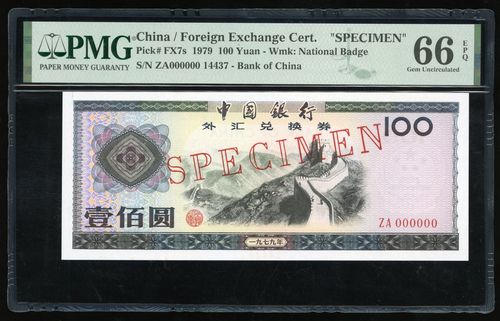 PMG
PAPER MONEY GUARANTY
China / Foreign Exchange Cert. "SPECIMEN"
Pick# FX7s 1979 100 Yuan - Wmk: National Badge
S/N ZA000000 14437 - Bank of China
66 EPQ
Gem Uncirculated
中国银行
外汇兑换券
100
SPECIMEN
壹佰圆
ZA 000000
一九七九年